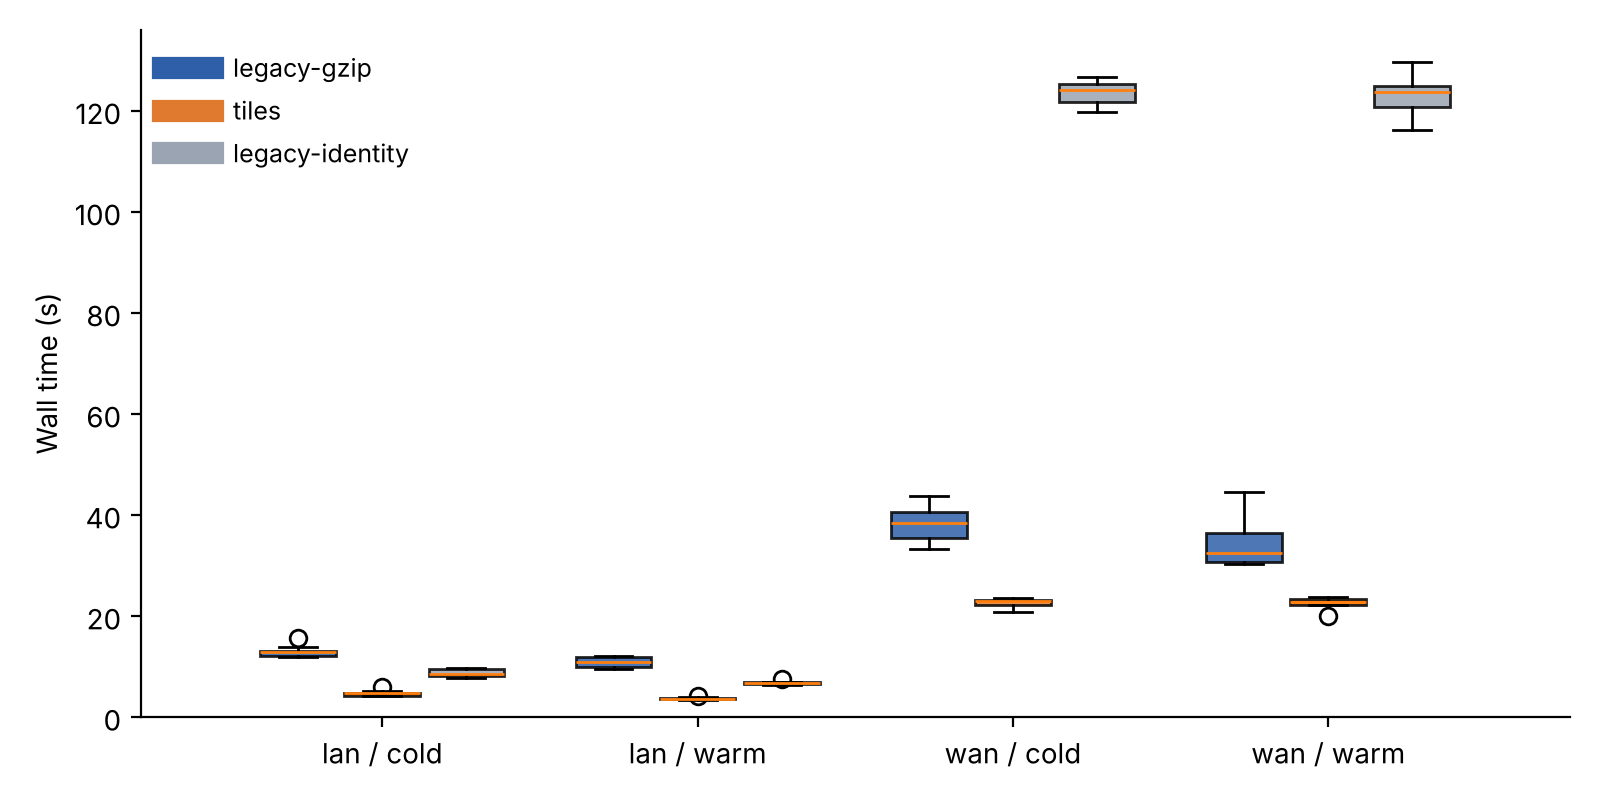 legacy-gzip
tiles
legacy-identity
Wall time (s)
120
100
80
60
40
20
0
lan / cold
lan / warm
wan / cold
wan / warm